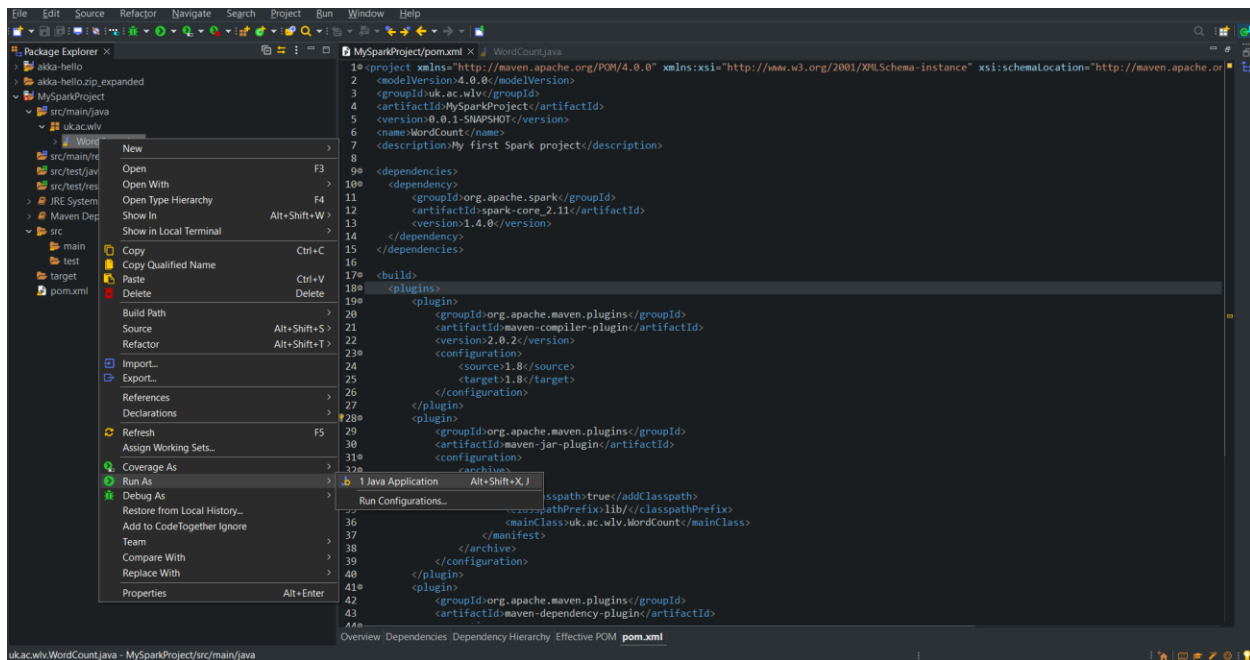 File Edit Source Refactor Navigate Search Project Run Window Help
Package Explorer
akka-hello
akka-hello.zip_expanded
MySparkProject
src/main/java
uk.ac.wlv
src/main/re
src/test/jav
src/test/res
JRE System
Maven Dep
src
main
test
target
pom.xml
New
Open F3
Open With
Open Type Hierarchy F4
Show In Alt+Shift+W
Show in Local Terminal
Copy Ctrl+C
Copy Qualified Name
Paste Ctrl+V
Delete Delete
Build Path
Source Alt+Shift+S
Refactor Alt+Shift+T
Import...
Export...
References
Declarations
Refresh F5
Assign Working Sets...
Coverage As
Run As
Debug As
Restore from Local History...
Add to CodeTogether Ignore
Team
Compare With
Replace With
Properties Alt+Enter
1 Java Application Alt+Shift+X, J
Run Configurations...
MySparkProject/pom.xml WordCount.java
1 <project xmlns="http://maven.apache.org/POM/4.0.0" xmlns:xsi="http://www.w3.org/2001/XMLSchema-instance" xsi:schemaLocation="http://maven.apache.or
2 <modelVersion>4.0.0</modelVersion>
3 <groupId>uk.ac.wlv</groupId>
4 <artifactId>MySparkProject</artifactId>
5 <version>0.0.1-SNAPSHOT</version>
6 <name>WordCount</name>
7 <description>My first Spark project</description>
8
9 <dependencies>
10 <dependency>
11 <groupId>org.apache.spark</groupId>
12 <artifactId>spark-core_2.11</artifactId>
13 <version>1.4.0</version>
14 </dependency>
15 </dependencies>
16
17 <build>
18 <plugins>
19 <plugin>
20 <groupId>org.apache.maven.plugins</groupId>
21 <artifactId>maven-compiler-plugin</artifactId>
22 <version>2.0.2</version>
23 <configuration>
24 <source>1.8</source>
25 <target>1.8</target>
26 </configuration>
27 </plugin>
28 <plugin>
29 <groupId>org.apache.maven.plugins</groupId>
30 <artifactId>maven-jar-plugin</artifactId>
31 <configuration>
32 <archive>
sspath>true</addClasspath>
<classpathPrefix>lib/</classpathPrefix>
36 <mainClass>uk.ac.wlv.WordCount</mainClass>
37 </manifest>
38 </archive>
39 </configuration>
40 </plugin>
41 <plugin>
42 <groupId>org.apache.maven.plugins</groupId>
43 <artifactId>maven-dependency-plugin</artifactId>
Overview Dependencies Dependency Hierarchy Effective POM pom.xml
uk.ac.wlv.WordCount.java - MySparkProject/src/main/java